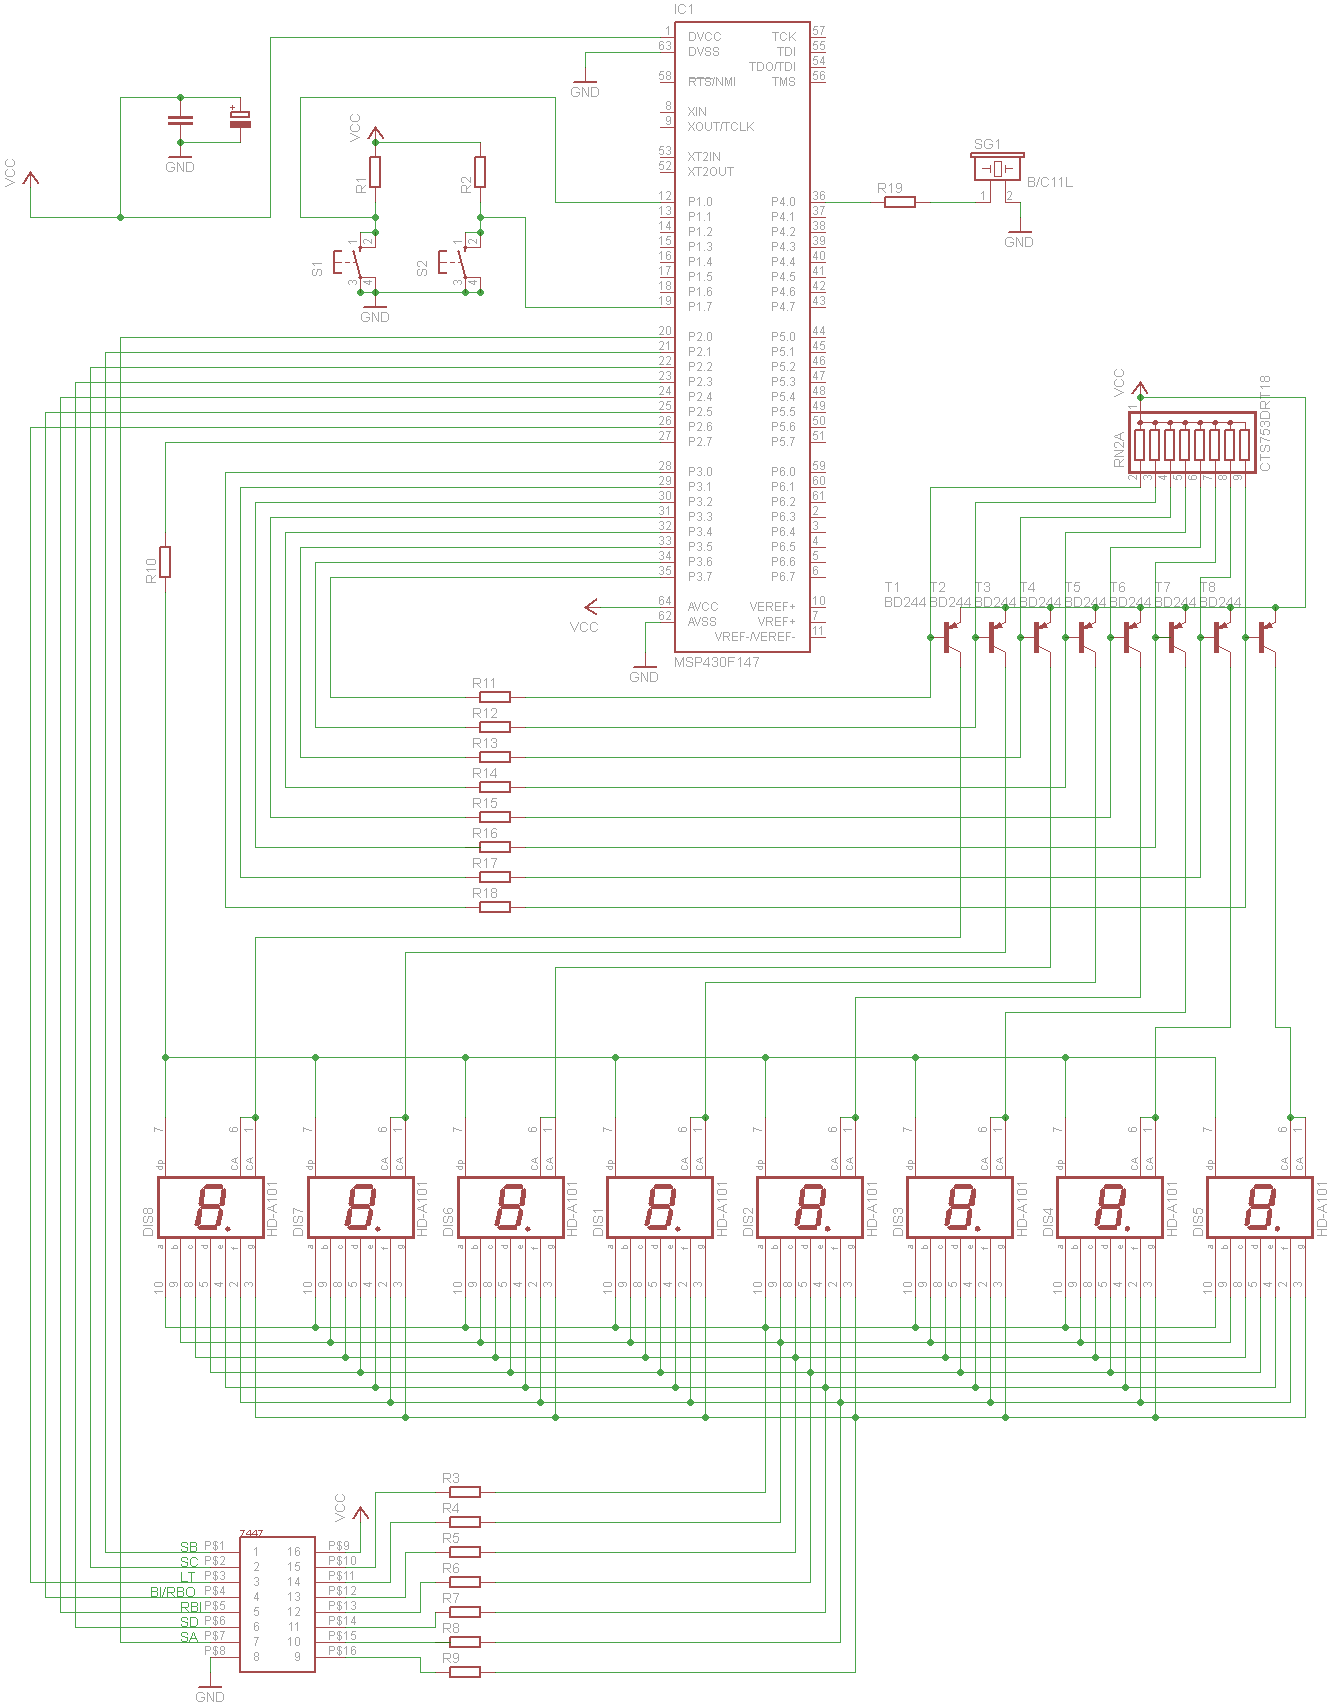 IC1
1 DVCC TCK 57
63 DVSS TDI 55
TDO/TDI 54
58 RTS/NMI TMS 56
8 XIN
9 XOUT/TCLK
53 XT2IN
52 XT2OUT
12 P1.0 P4.0 36
13 P1.1 P4.1 37
14 P1.2 P4.2 38
15 P1.3 P4.3 39
16 P1.4 P4.4 40
17 P1.5 P4.5 41
18 P1.6 P4.6 42
19 P1.7 P4.7 43
20 P2.0 P5.0 44
21 P2.1 P5.1 45
22 P2.2 P5.2 46
23 P2.3 P5.3 47
24 P2.4 P5.4 48
25 P2.5 P5.5 49
26 P2.6 P5.6 50
27 P2.7 P5.7 51
28 P3.0 P6.0 59
29 P3.1 P6.1 60
30 P3.2 P6.2 61
31 P3.3 P6.3 2
32 P3.4 P6.4 3
33 P3.5 P6.5 4
34 P3.6 P6.6 5
35 P3.7 P6.7 6
64 AVCC VEREF+ 10
62 AVSS VREF+ 7
VREF-/VEREF- 11
MSP430F147
GND
VCC
GND
VCC
GND
+
VCC
R1
R2
S1
1 2
3 4
S2
1 2
3 4
GND
R19
SG1
B/C11L
1 2
GND
VCC
RN2A
CTS753DRT18
1
2 3 4 5 6 7 8 9
T1 T2 T3 T4 T5 T6 T7 T8
BD244 BD244 BD244 BD244 BD244 BD244 BD244 BD244
R10
R11
R12
R13
R14
R15
R16
R17
R18
7 6 1 7 6 1 7 6 1 7 6 1 7 6 1 7 6 1 7 6 1 7 6 1
dp CA CA dp CA CA dp CA CA dp CA CA dp CA CA dp CA CA dp CA CA dp CA CA
DIS8 HD-A101 DIS7 HD-A101 DIS6 HD-A101 DIS1 HD-A101 DIS2 HD-A101 DIS3 HD-A101 DIS4 HD-A101 DIS5 HD-A101
8. 8. 8. 8. 8. 8. 8. 8.
a b c d e f g a b c d e f g a b c d e f g a b c d e f g a b c d e f g a b c d e f g a b c d e f g a b c d e f g
10 9 8 5 4 2 3 10 9 8 5 4 2 3 10 9 8 5 4 2 3 10 9 8 5 4 2 3 10 9 8 5 4 2 3 10 9 8 5 4 2 3 10 9 8 5 4 2 3 10 9 8 5 4 2 3
R3
R4
R5
R6
R7
R8
R9
VCC
7447
SB P$1 1 16 P$9
SC P$2 2 15 P$10
LT P$3 3 14 P$11
BI/RBO P$4 4 13 P$12
RBI P$5 5 12 P$13
SD P$6 6 11 P$14
SA P$7 7 10 P$15
P$8 8 9 P$16
GND